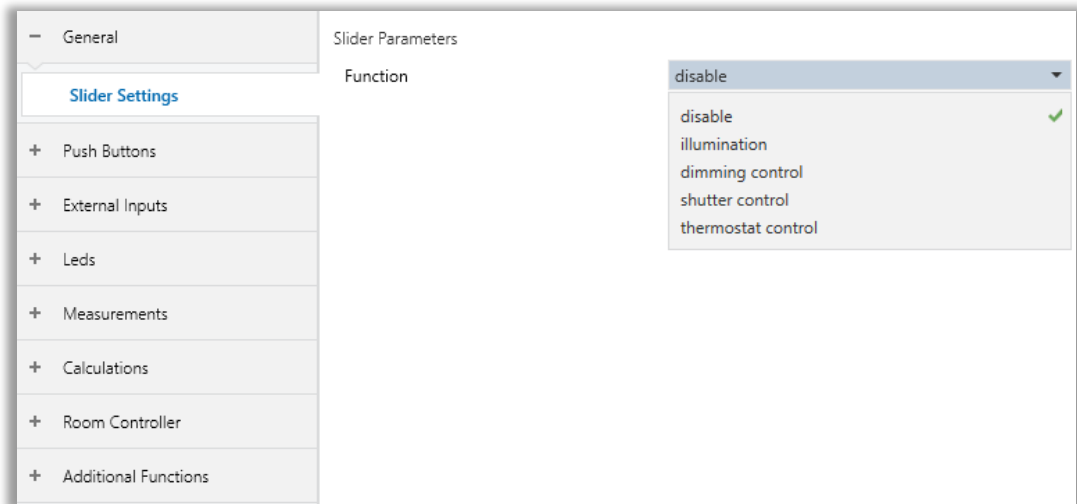 General
Slider Settings
Push Buttons
External Inputs
Leds
Measurements
Calculations
Room Controller
Additional Functions
Slider Parameters
Function
disable
disable
illumination
dimming control
shutter control
thermostat control